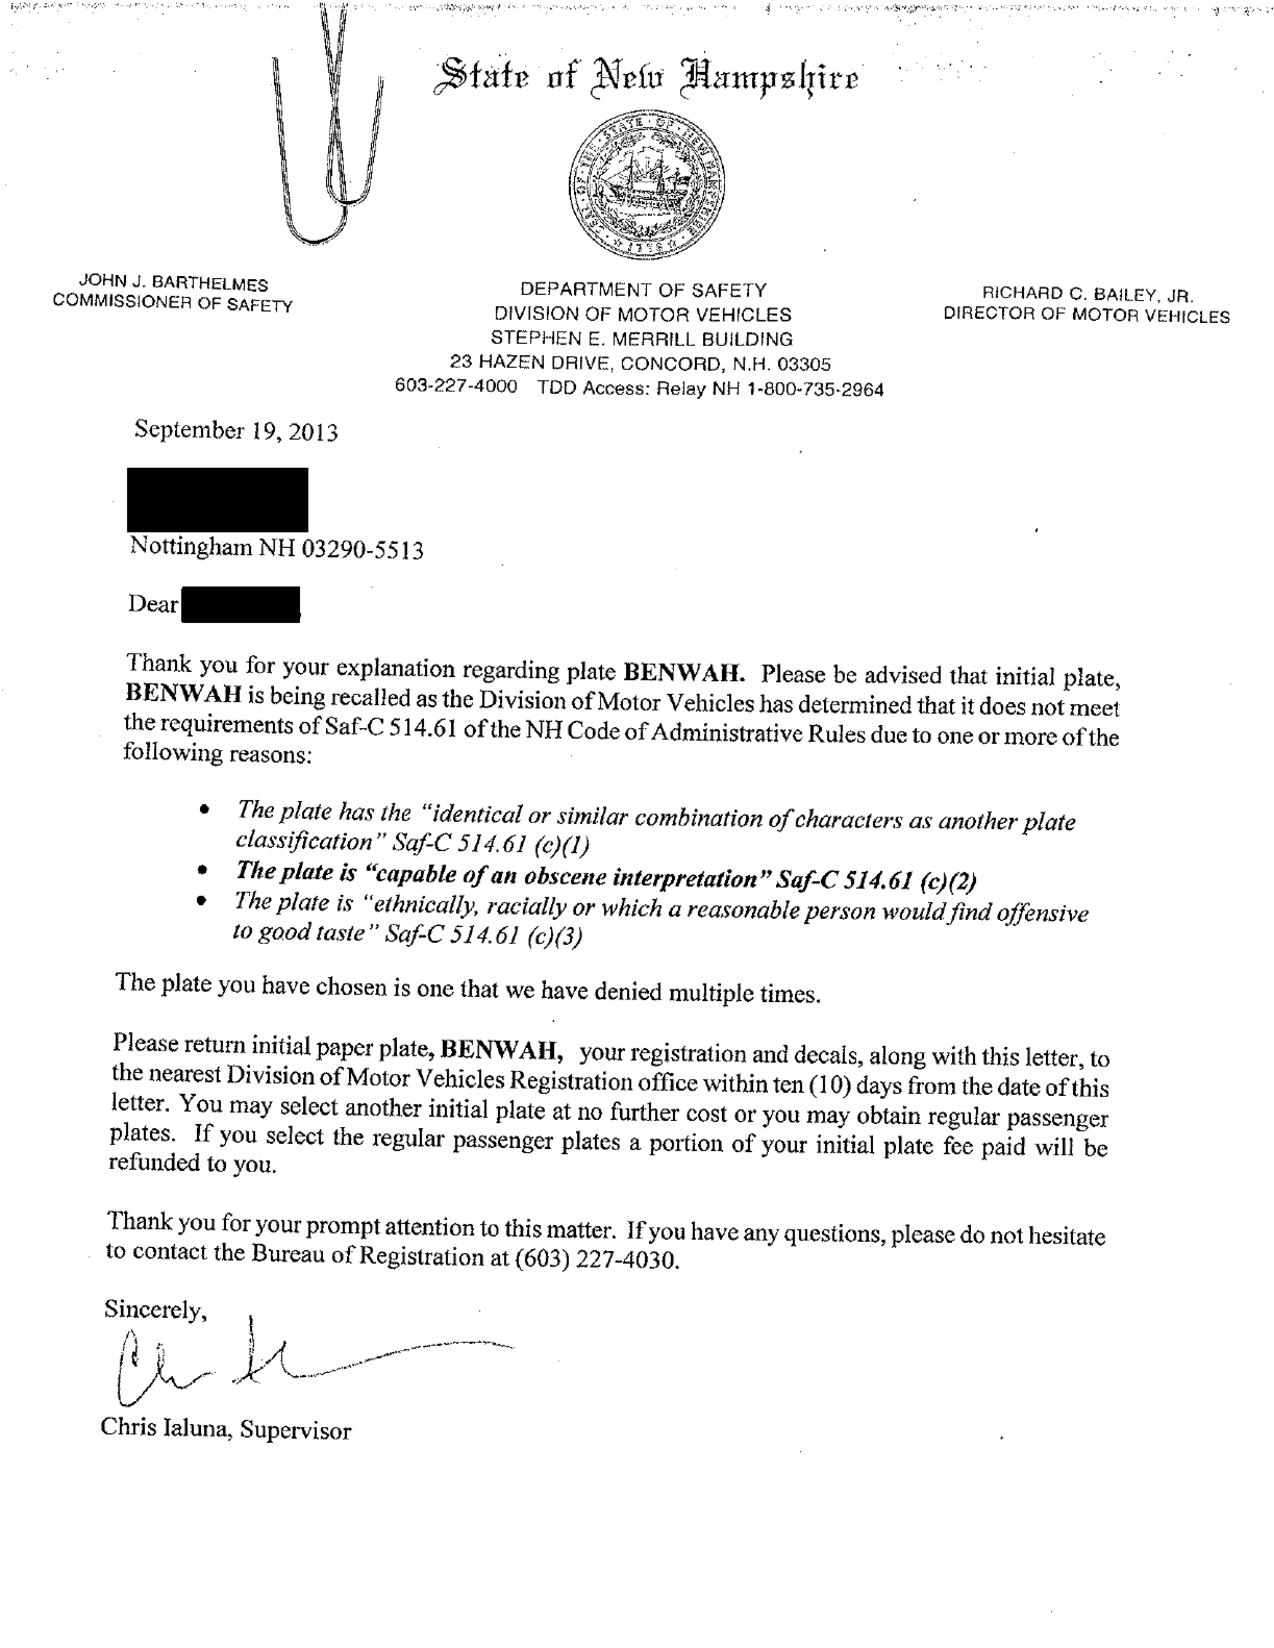 State of New Hampshire
SEAL OF THE STATE OF NEW HAMPSHIRE
1776
JOHN J. BARTHELMES
COMMISSIONER OF SAFETY
DEPARTMENT OF SAFETY
DIVISION OF MOTOR VEHICLES
STEPHEN E. MERRILL BUILDING
23 HAZEN DRIVE, CONCORD, N.H. 03305
603-227-4000 TDD Access: Relay NH 1-800-735-2964
RICHARD C. BAILEY, JR.
DIRECTOR OF MOTOR VEHICLES
September 19, 2013
Nottingham NH 03290-5513
Dear
Thank you for your explanation regarding plate BENWAH. Please be advised that initial plate,
BENWAH is being recalled as the Division of Motor Vehicles has determined that it does not meet
the requirements of Saf-C 514.61 of the NH Code of Administrative Rules due to one or more of the
following reasons:
• The plate has the “identical or similar combination of characters as another plate
classification” Saf-C 514.61 (c)(1)
• The plate is “capable of an obscene interpretation” Saf-C 514.61 (c)(2)
• The plate is “ethnically, racially or which a reasonable person would find offensive
to good taste” Saf-C 514.61 (c)(3)
The plate you have chosen is one that we have denied multiple times.
Please return initial paper plate, BENWAH, your registration and decals, along with this letter, to
the nearest Division of Motor Vehicles Registration office within ten (10) days from the date of this
letter. You may select another initial plate at no further cost or you may obtain regular passenger
plates. If you select the regular passenger plates a portion of your initial plate fee paid will be
refunded to you.
Thank you for your prompt attention to this matter. If you have any questions, please do not hesitate
to contact the Bureau of Registration at (603) 227-4030.
Sincerely,
Chris Ialuna, Supervisor